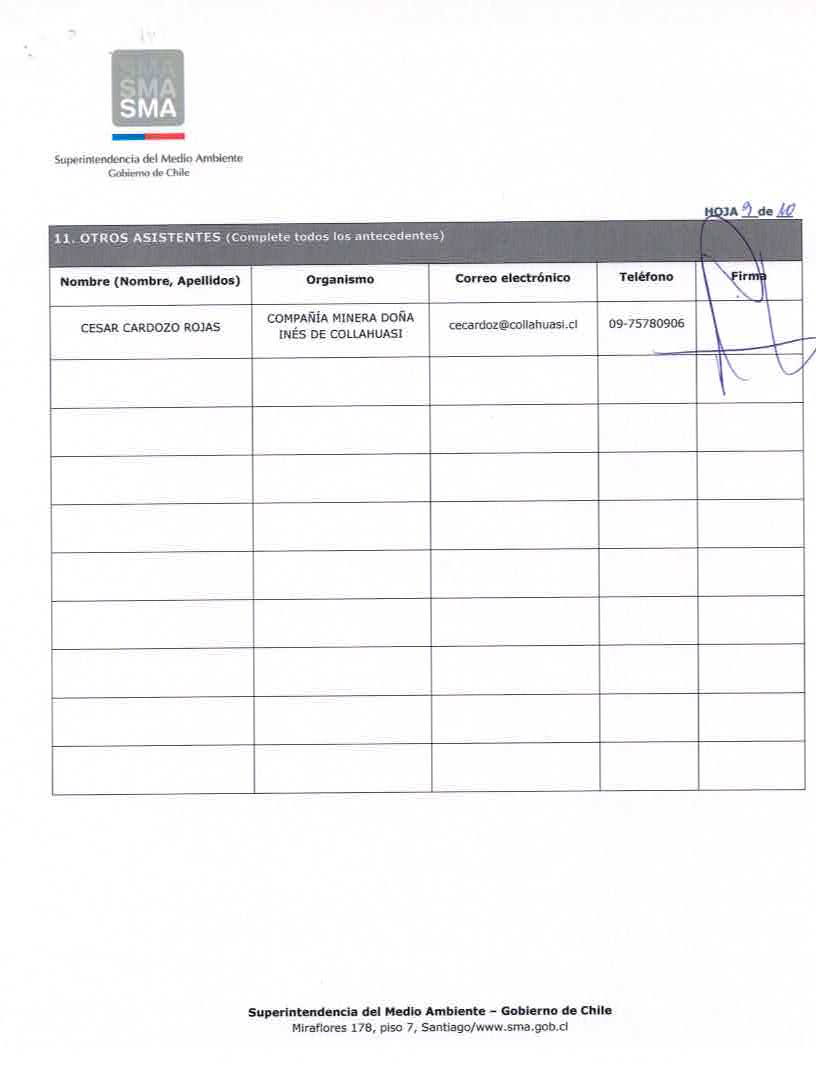 SMA
SMA
SMA
Superintendencia del Medio Ambiente
Gobierno de Chile
HOJA 9 de 10
11. OTROS ASISTENTES (Complete todos los antecedentes)
Nombre (Nombre, Apellidos) Organismo Correo electrónico Teléfono Firma
CESAR CARDOZO ROJAS COMPAÑÍA MINERA DOÑA INÉS DE COLLAHUASI cecardoz@collahuasi.cl 09-75780906
Superintendencia del Medio Ambiente – Gobierno de Chile
Miraflores 178, piso 7, Santiago/www.sma.gob.cl